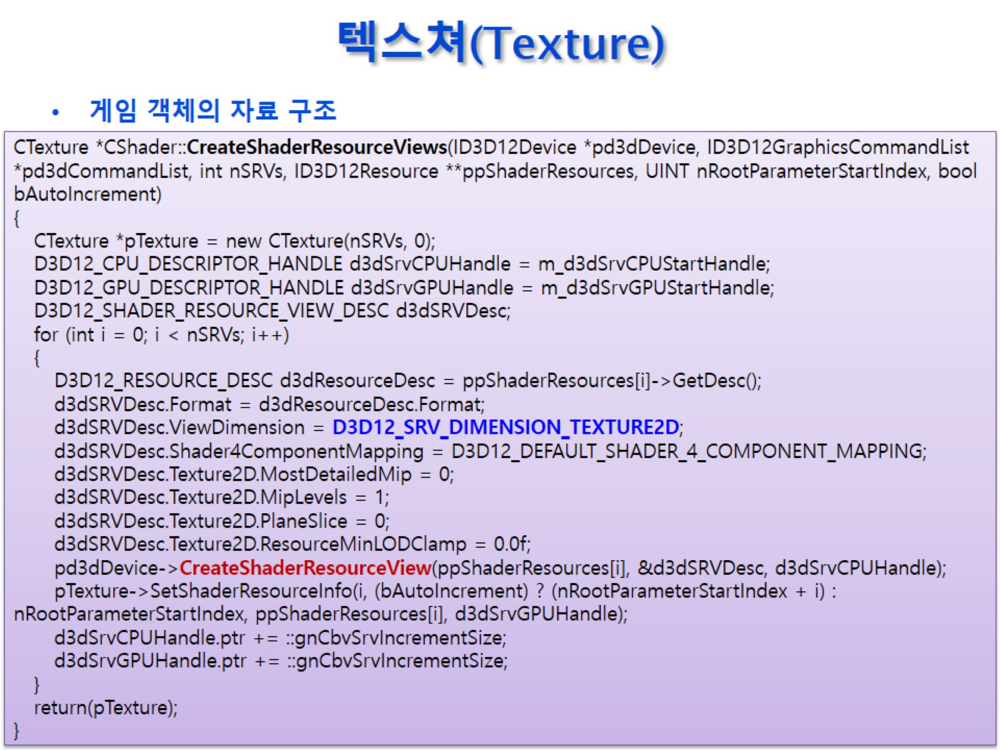 텍스쳐(Texture)
• 게임 객체의 자료 구조
CTexture *CShader::CreateShaderResourceViews(ID3D12Device *pd3dDevice, ID3D12GraphicsCommandList
*pd3dCommandList, int nSRVs, ID3D12Resource **ppShaderResources, UINT nRootParameterStartIndex, bool
bAutoIncrement)
{
CTexture *pTexture = new CTexture(nSRVs, 0);
D3D12_CPU_DESCRIPTOR_HANDLE d3dSrvCPUHandle = m_d3dSrvCPUStartHandle;
D3D12_GPU_DESCRIPTOR_HANDLE d3dSrvGPUHandle = m_d3dSrvGPUStartHandle;
D3D12_SHADER_RESOURCE_VIEW_DESC d3dSRVDesc;
for (int i = 0; i < nSRVs; i++)
{
D3D12_RESOURCE_DESC d3dResourceDesc = ppShaderResources[i]->GetDesc();
d3dSRVDesc.Format = d3dResourceDesc.Format;
d3dSRVDesc.ViewDimension = D3D12_SRV_DIMENSION_TEXTURE2D;
d3dSRVDesc.Shader4ComponentMapping = D3D12_DEFAULT_SHADER_4_COMPONENT_MAPPING;
d3dSRVDesc.Texture2D.MostDetailedMip = 0;
d3dSRVDesc.Texture2D.MipLevels = 1;
d3dSRVDesc.Texture2D.PlaneSlice = 0;
d3dSRVDesc.Texture2D.ResourceMinLODClamp = 0.0f;
pd3dDevice->CreateShaderResourceView(ppShaderResources[i], &d3dSRVDesc, d3dSrvCPUHandle);
pTexture->SetShaderResourceInfo(i, (bAutoIncrement) ? (nRootParameterStartIndex + i) :
nRootParameterStartIndex, ppShaderResources[i], d3dSrvGPUHandle);
d3dSrvCPUHandle.ptr += ::gnCbvSrvIncrementSize;
d3dSrvGPUHandle.ptr += ::gnCbvSrvIncrementSize;
}
return(pTexture);
}